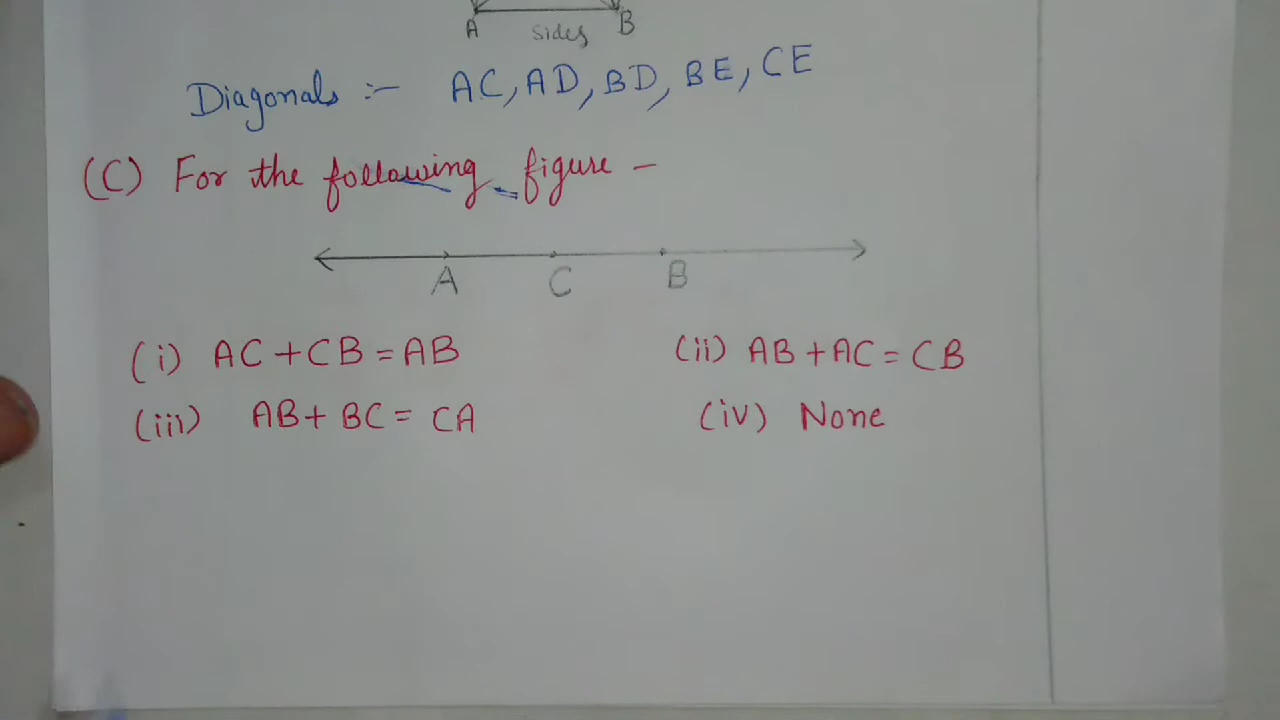 A sides B
Diagonals :- AC, AD, BD, BE, CE
(C) For the following figure –
A C B
(i) AC + CB = AB (ii) AB + AC = CB
(iii) AB + BC = CA (iv) None